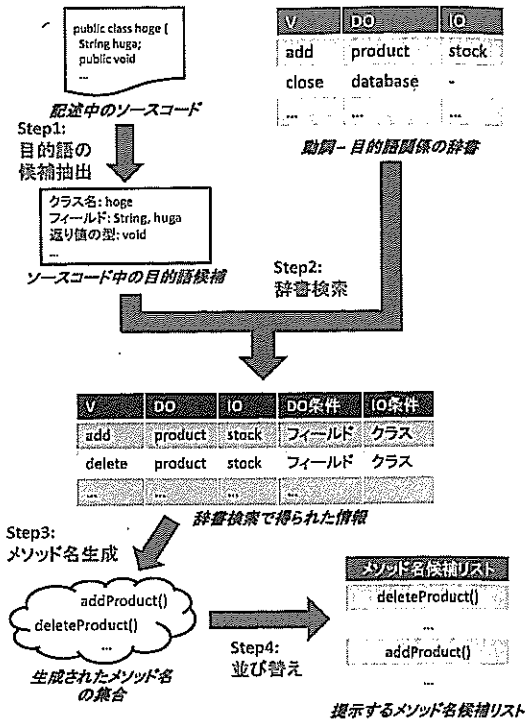 public class hoge {
String huga;
public void
...
記述中のソースコード
V DO IO
add product stock
close database -
... ... ...
動詞－目的語関係の辞書
Step1:
目的語の
候補抽出
クラス名: hoge
フィールド: String, huga
返り値の型: void
...
ソースコード中の目的語候補
Step2:
辞書検索
V DO IO DO条件 IO条件
add product stock フィールド クラス
delete product stock フィールド クラス
... ... ...
辞書検索で得られた情報
Step3:
メソッド名生成
addProduct()
deleteProduct()
...
生成されたメソッド名
の集合
Step4:
並び替え
メソッド名候補リスト
deleteProduct()
...
addProduct()
...
提示するメソッド名候補リスト